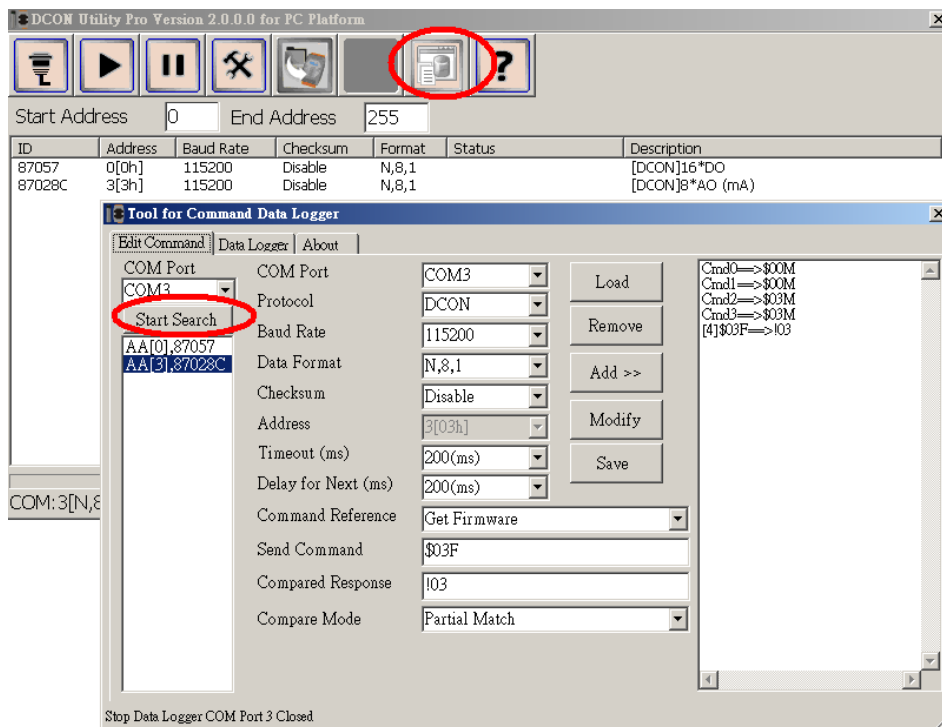 DCON Utility Pro Version 2.0.0.0 for PC Platform
?
Start Address 0 End Address 255
ID Address Baud Rate Checksum Format Status Description
87057 0[0h] 115200 Disable N,8,1 [DCON]16*DO
87028C 3[3h] 115200 Disable N,8,1 [DCON]8*AO (mA)
Tool for Command Data Logger
Edit Command Data Logger About
COM Port
COM3
Start Search
AA[0],87057
AA[3],87028C
COM Port COM3
Protocol DCON
Baud Rate 115200
Data Format N,8,1
Checksum Disable
Address 3[03h]
Timeout (ms) 200(ms)
Delay for Next (ms) 200(ms)
Command Reference Get Firmware
Send Command $03F
Compared Response !03
Compare Mode Partial Match
Load
Remove
Add >>
Modify
Save
Cmd0==>$00M
Cmd1==>$00M
Cmd2==>$03M
Cmd3==>$03M
[4]$03F==>!03
COM:3[N,8
Stop Data Logger COM Port 3 Closed